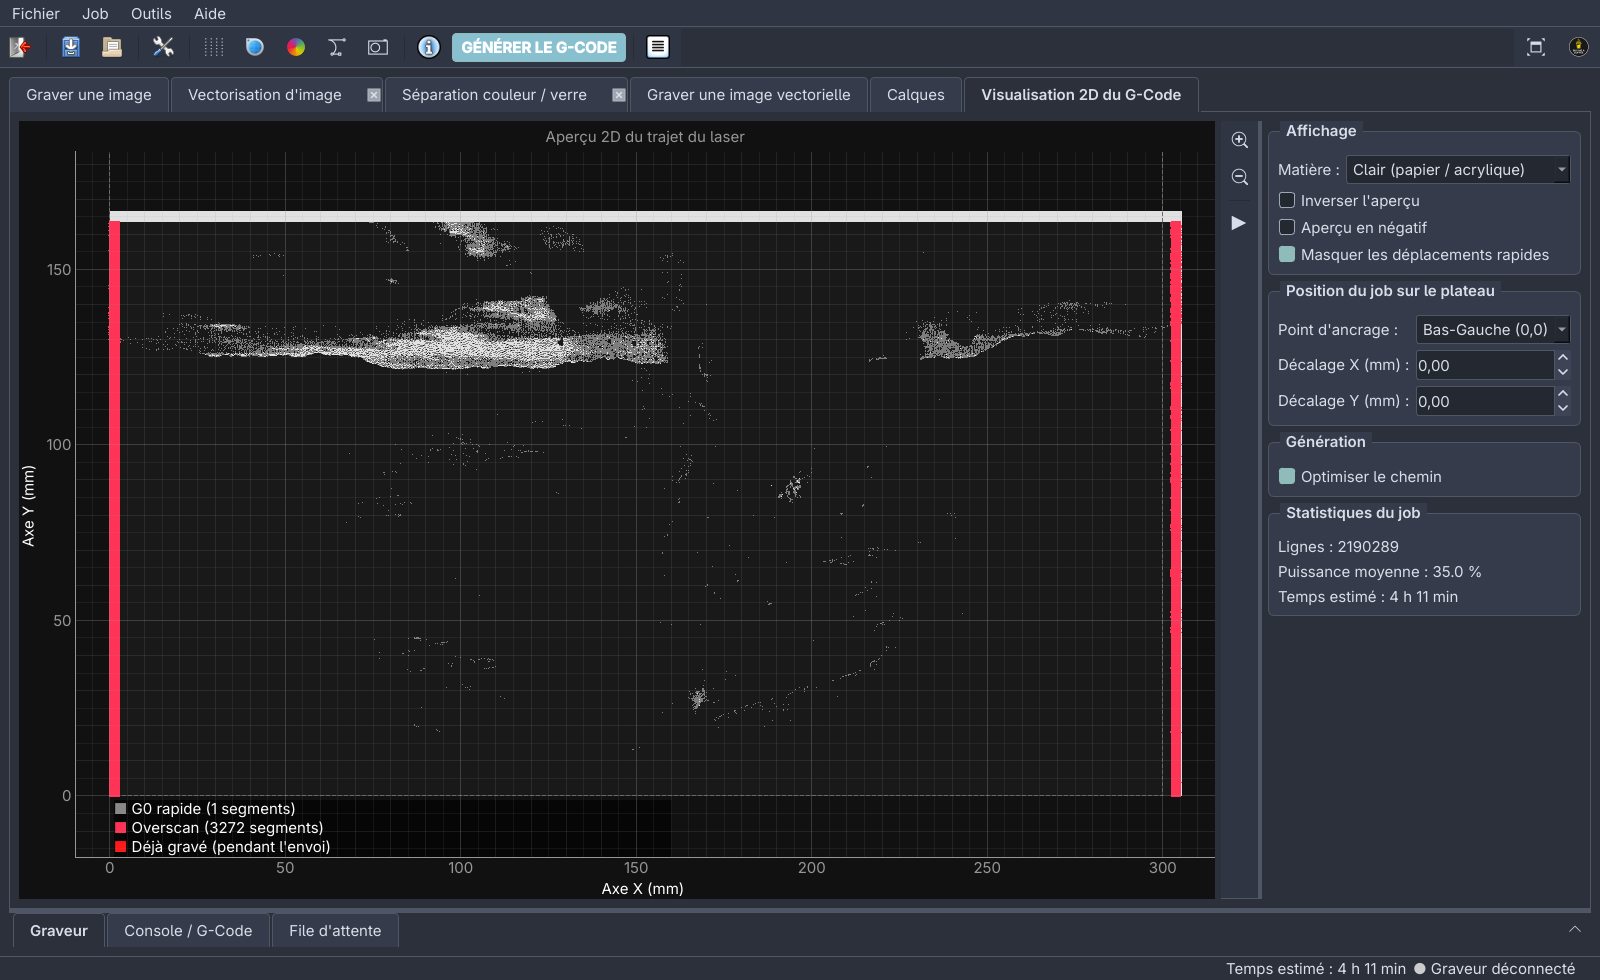 Fichier Job Outils Aide
GÉNÉRER LE G-CODE
Graver une image Vectorisation d'image Séparation couleur / verre Graver une image vectorielle Calques Visualisation 2D du G-Code
Aperçu 2D du trajet du laser
150
100
50
0
Axe Y (mm)
G0 rapide (1 segments)
Overscan (3272 segments)
Déjà gravé (pendant l'envoi)
0 50 100 150 200 250 300
Axe X (mm)
Affichage
Matière : Clair (papier / acrylique)
Inverser l'aperçu
Aperçu en négatif
Masquer les déplacements rapides
Position du job sur le plateau
Point d'ancrage : Bas-Gauche (0,0)
Décalage X (mm) : 0,00
Décalage Y (mm) : 0,00
Génération
Optimiser le chemin
Statistiques du job
Lignes : 2190289
Puissance moyenne : 35.0 %
Temps estimé : 4 h 11 min
Graveur Console / G-Code File d'attente
Temps estimé : 4 h 11 min Graveur déconnecté